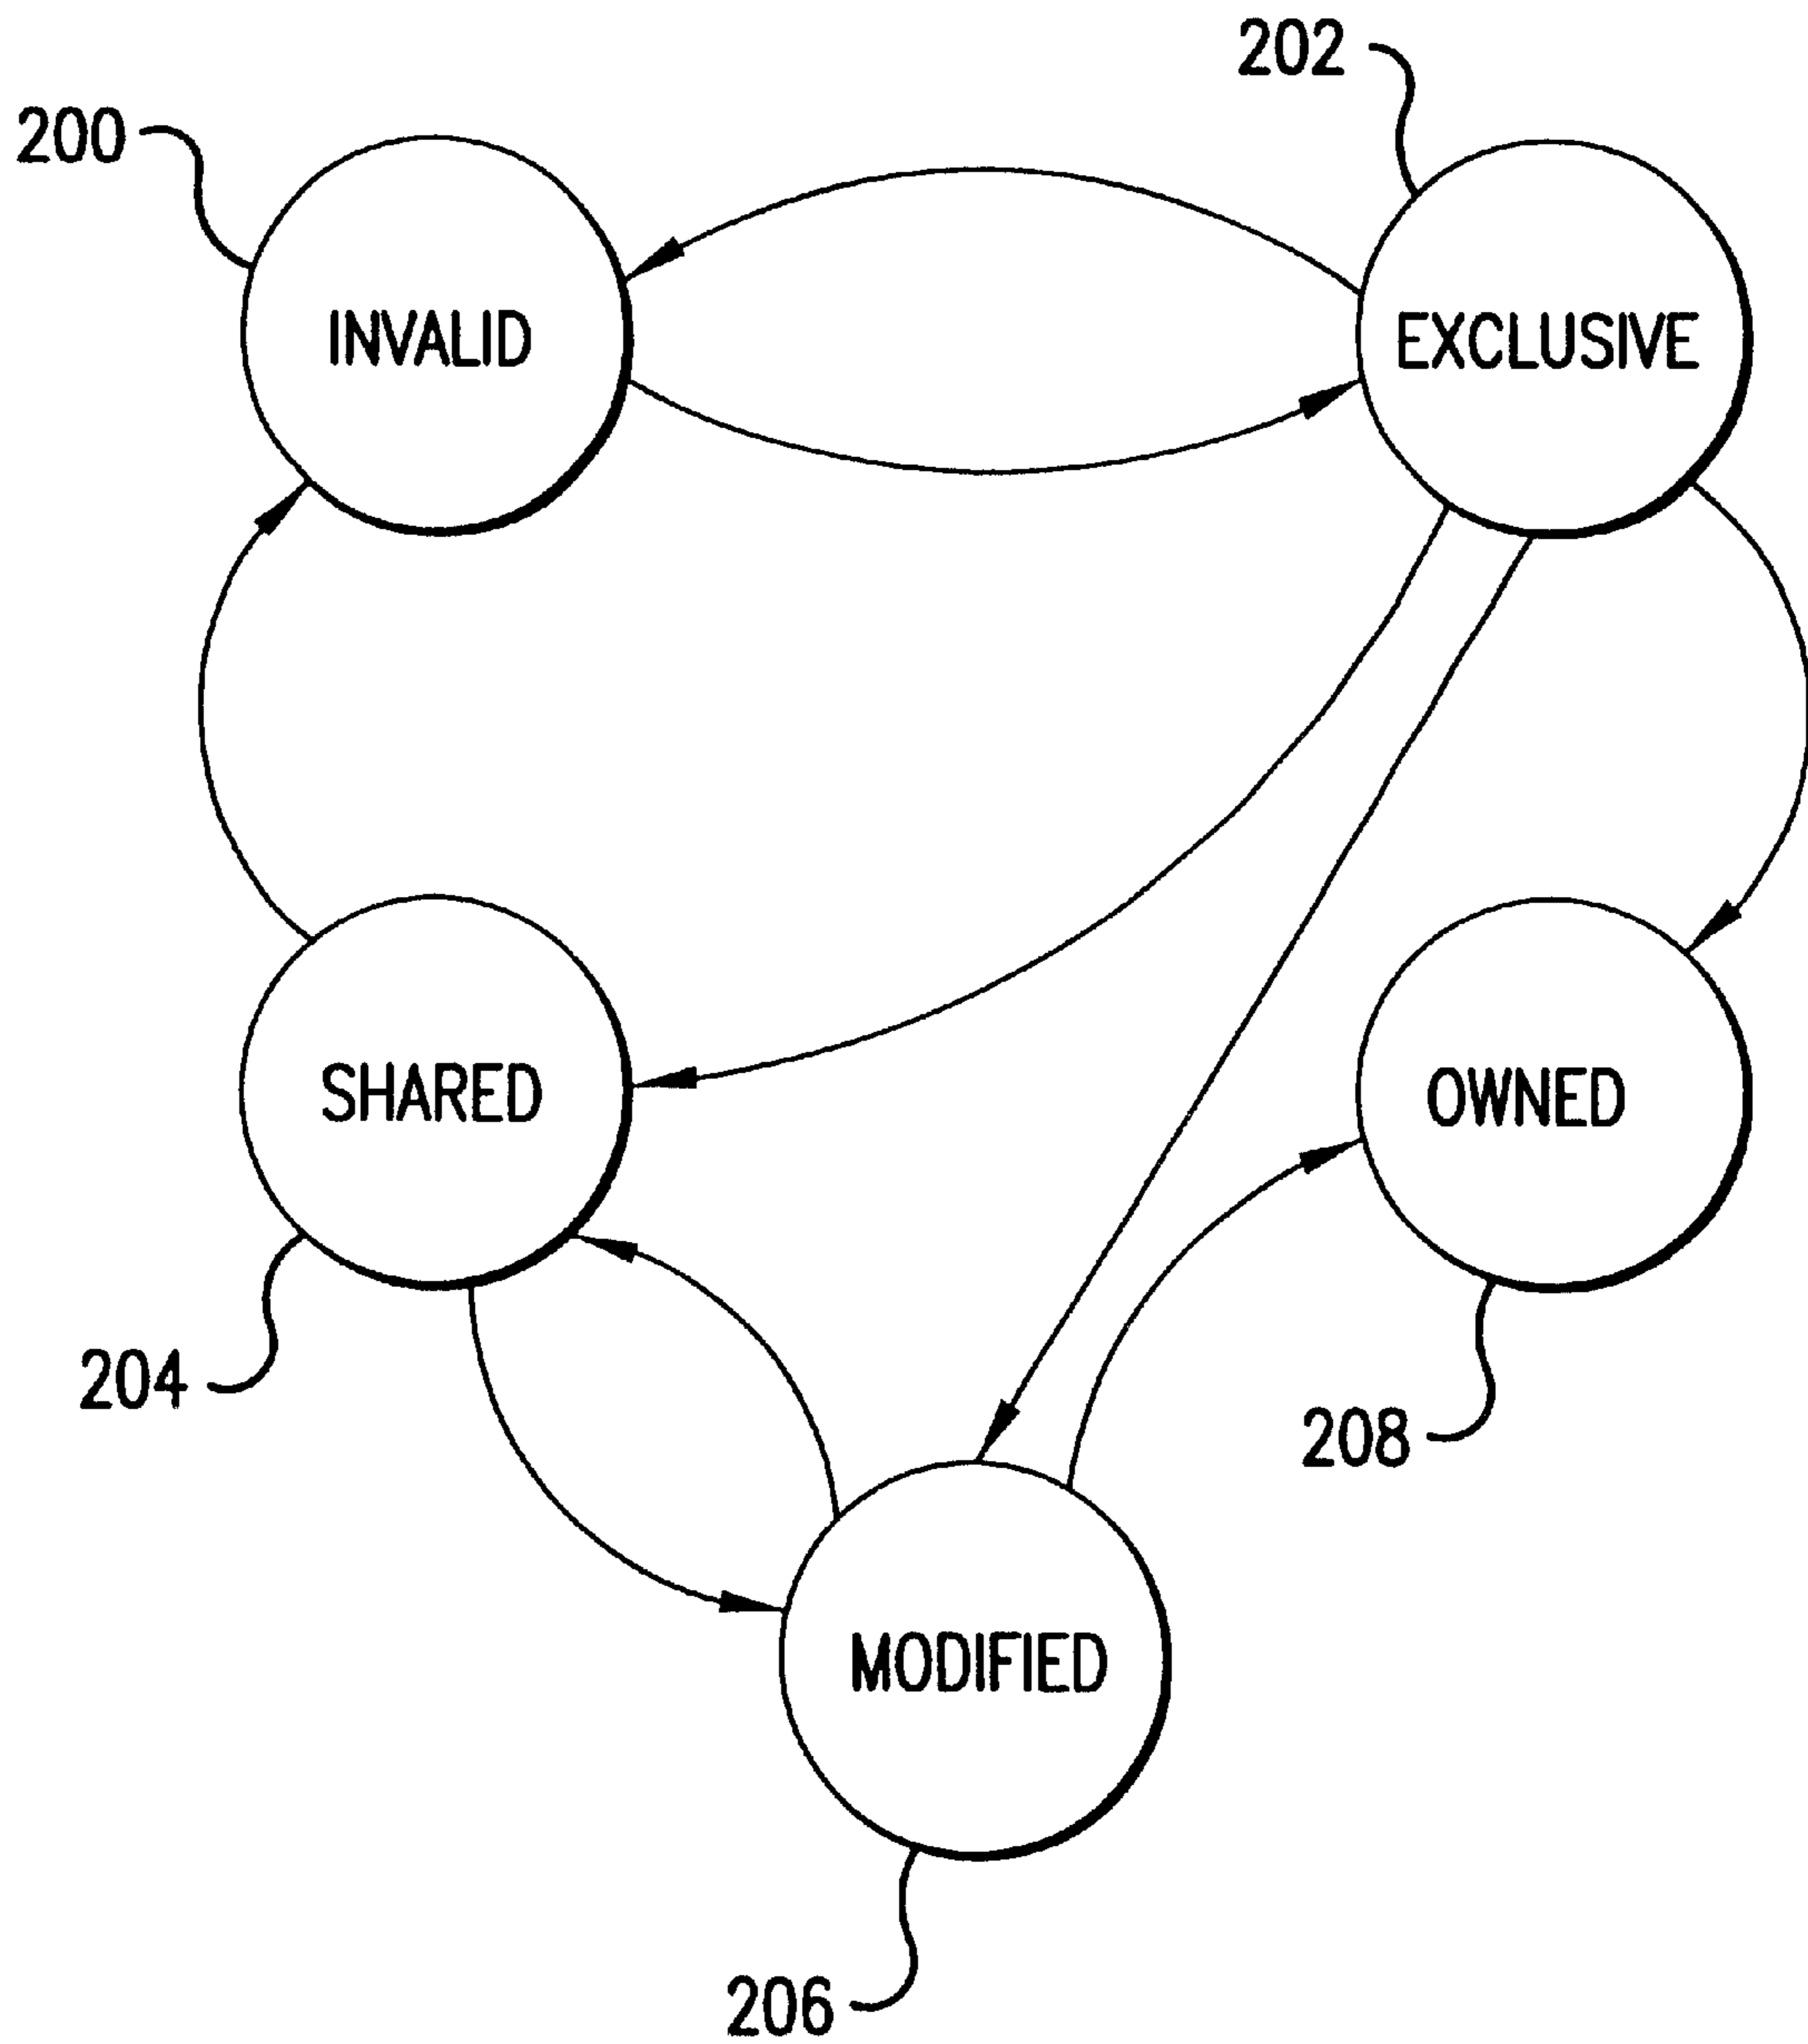 202
200
INVALID
EXCLUSIVE
SHARED
OWNED
204
208
MODIFIED
206